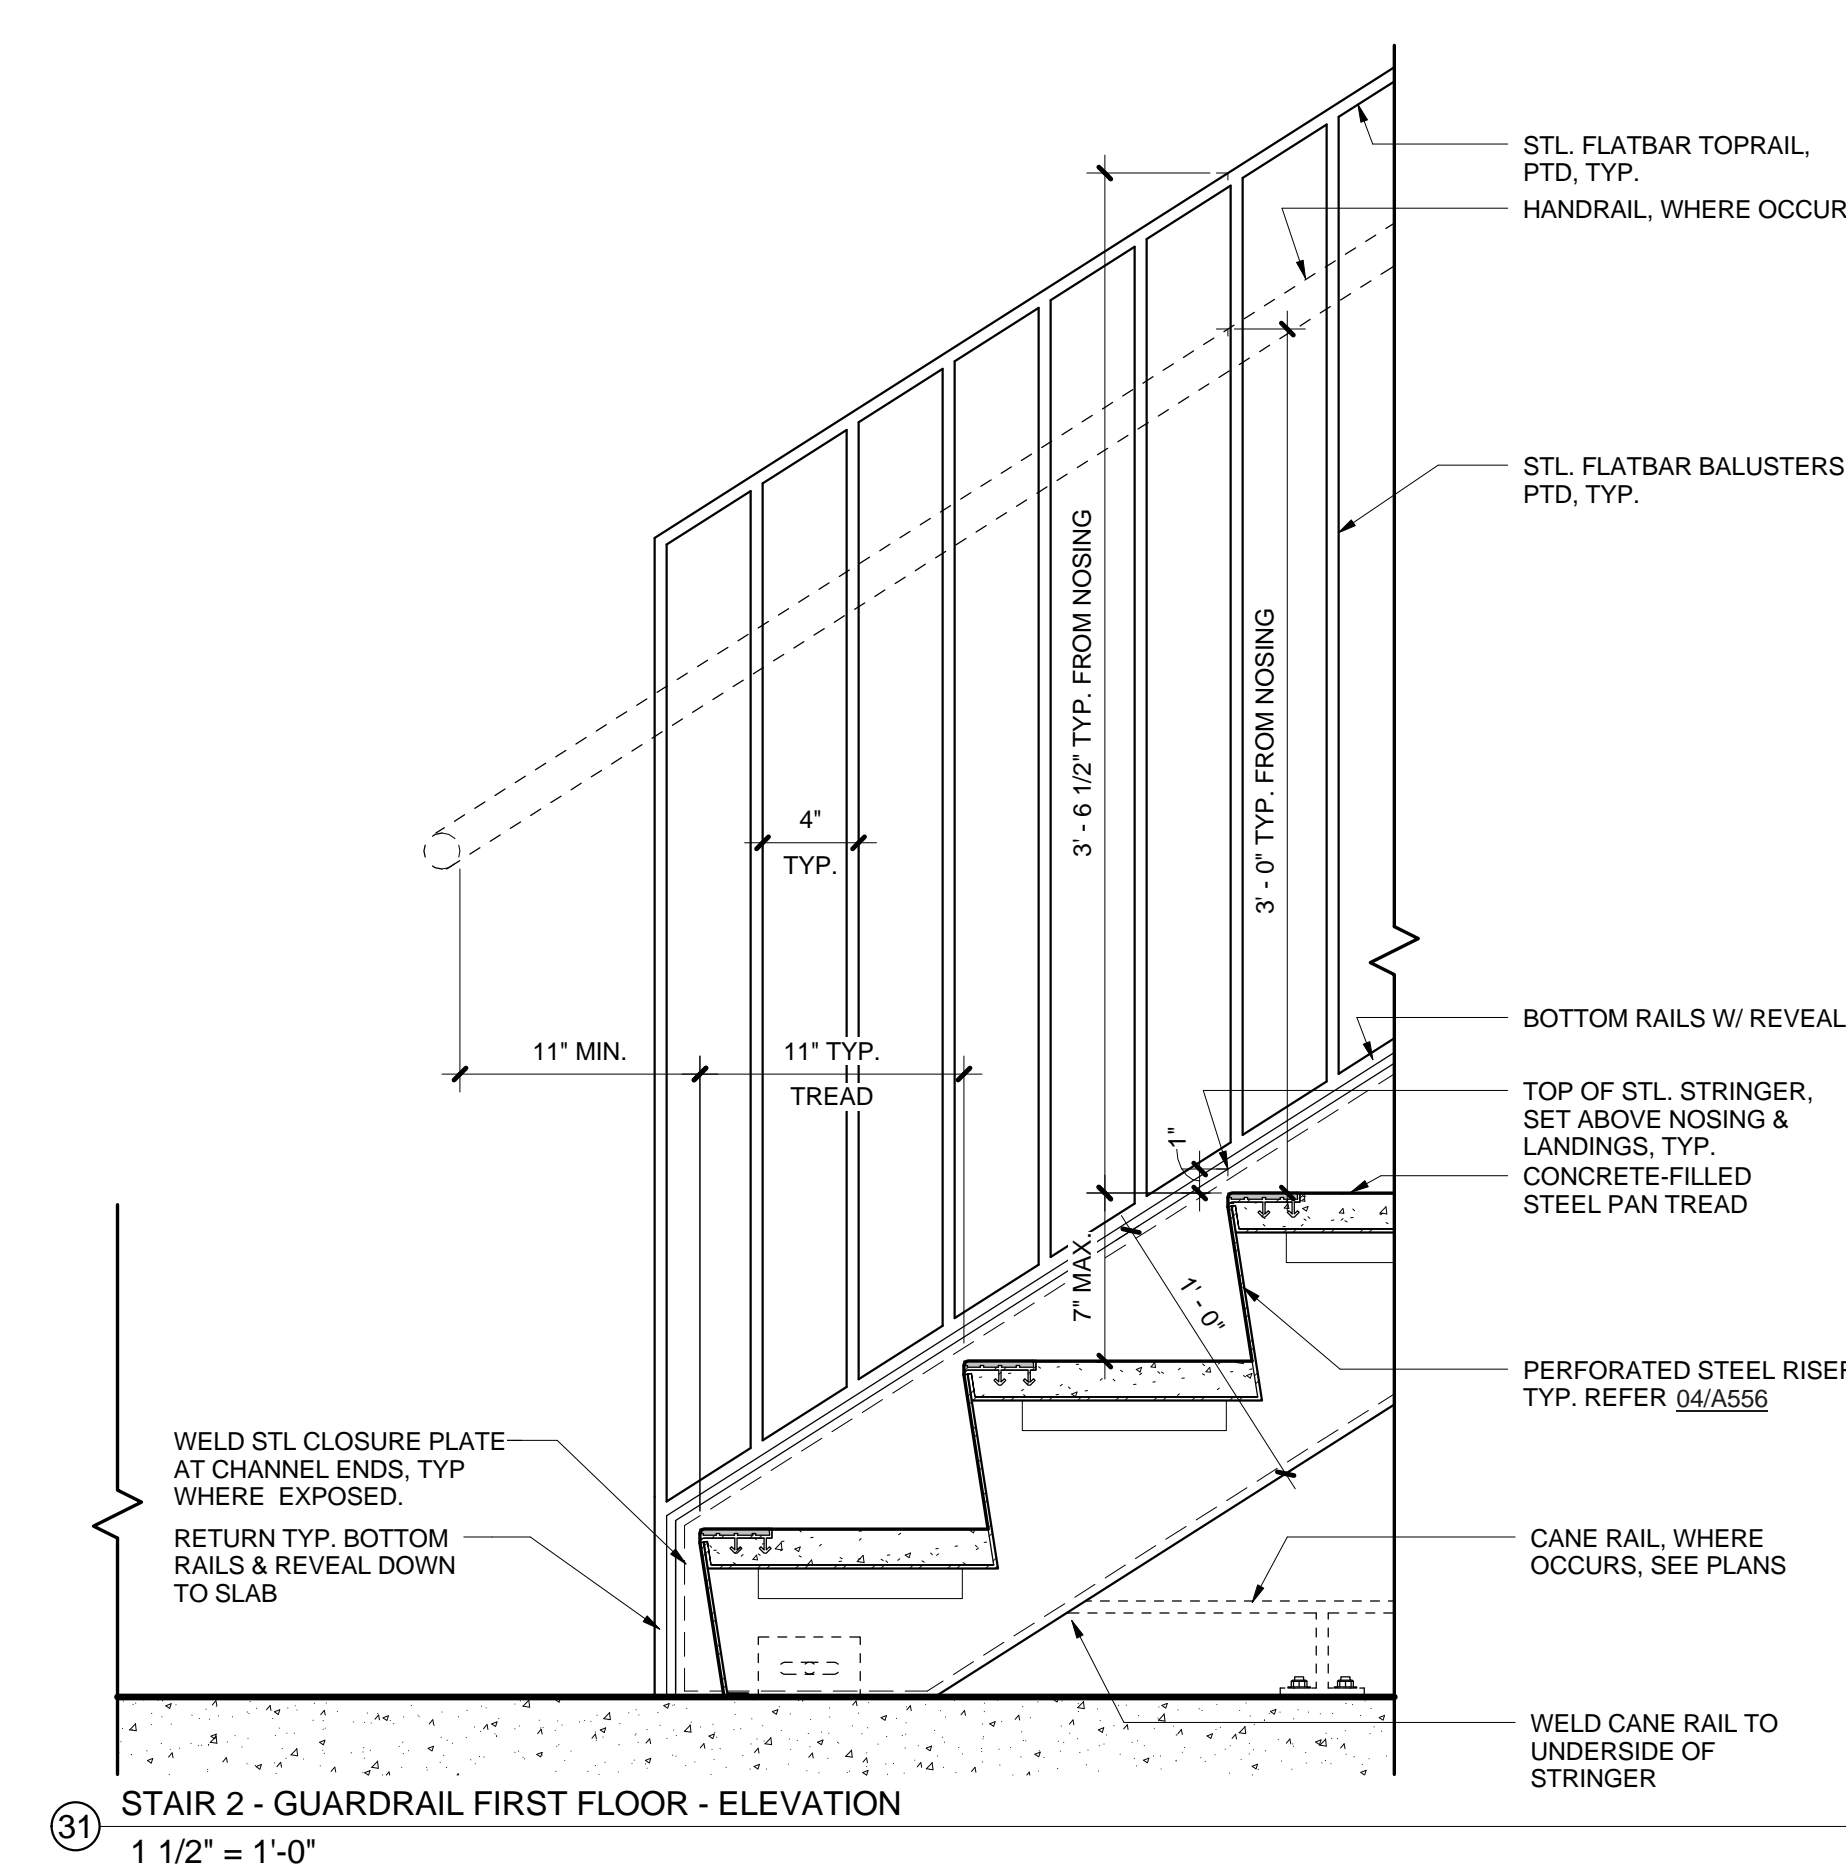 STL. FLATBAR TOPRAIL,
PTD, TYP.
HANDRAIL, WHERE OCCUR
STL. FLATBAR BALUSTERS
PTD, TYP.
3' - 6 1/2" TYP. FROM NOSING
3' - 0" TYP. FROM NOSING
4"
TYP.
11" MIN.
11" TYP.
TREAD
BOTTOM RAILS W/ REVEAL
1"
TOP OF STL. STRINGER,
SET ABOVE NOSING &
LANDINGS, TYP.
CONCRETE-FILLED
STEEL PAN TREAD
7" MAX.
1' - 0"
PERFORATED STEEL RISER
TYP. REFER 04/A556
WELD STL CLOSURE PLATE
AT CHANNEL ENDS, TYP
WHERE EXPOSED.
RETURN TYP. BOTTOM
RAILS & REVEAL DOWN
TO SLAB
CANE RAIL, WHERE
OCCURS, SEE PLANS
WELD CANE RAIL TO
UNDERSIDE OF
STRINGER
31
STAIR 2 - GUARDRAIL FIRST FLOOR - ELEVATION
1 1/2" = 1'-0"